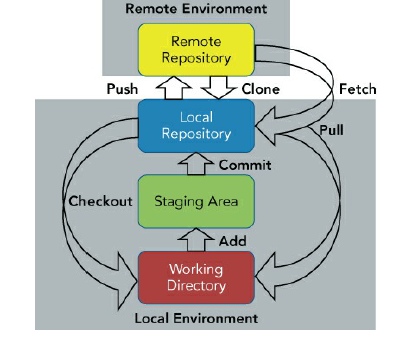 Remote Environment
Remote
Repository
Push
Clone
Fetch
Local
Repository
Pull
Commit
Checkout
Staging Area
Add
Working
Directory
Local Environment